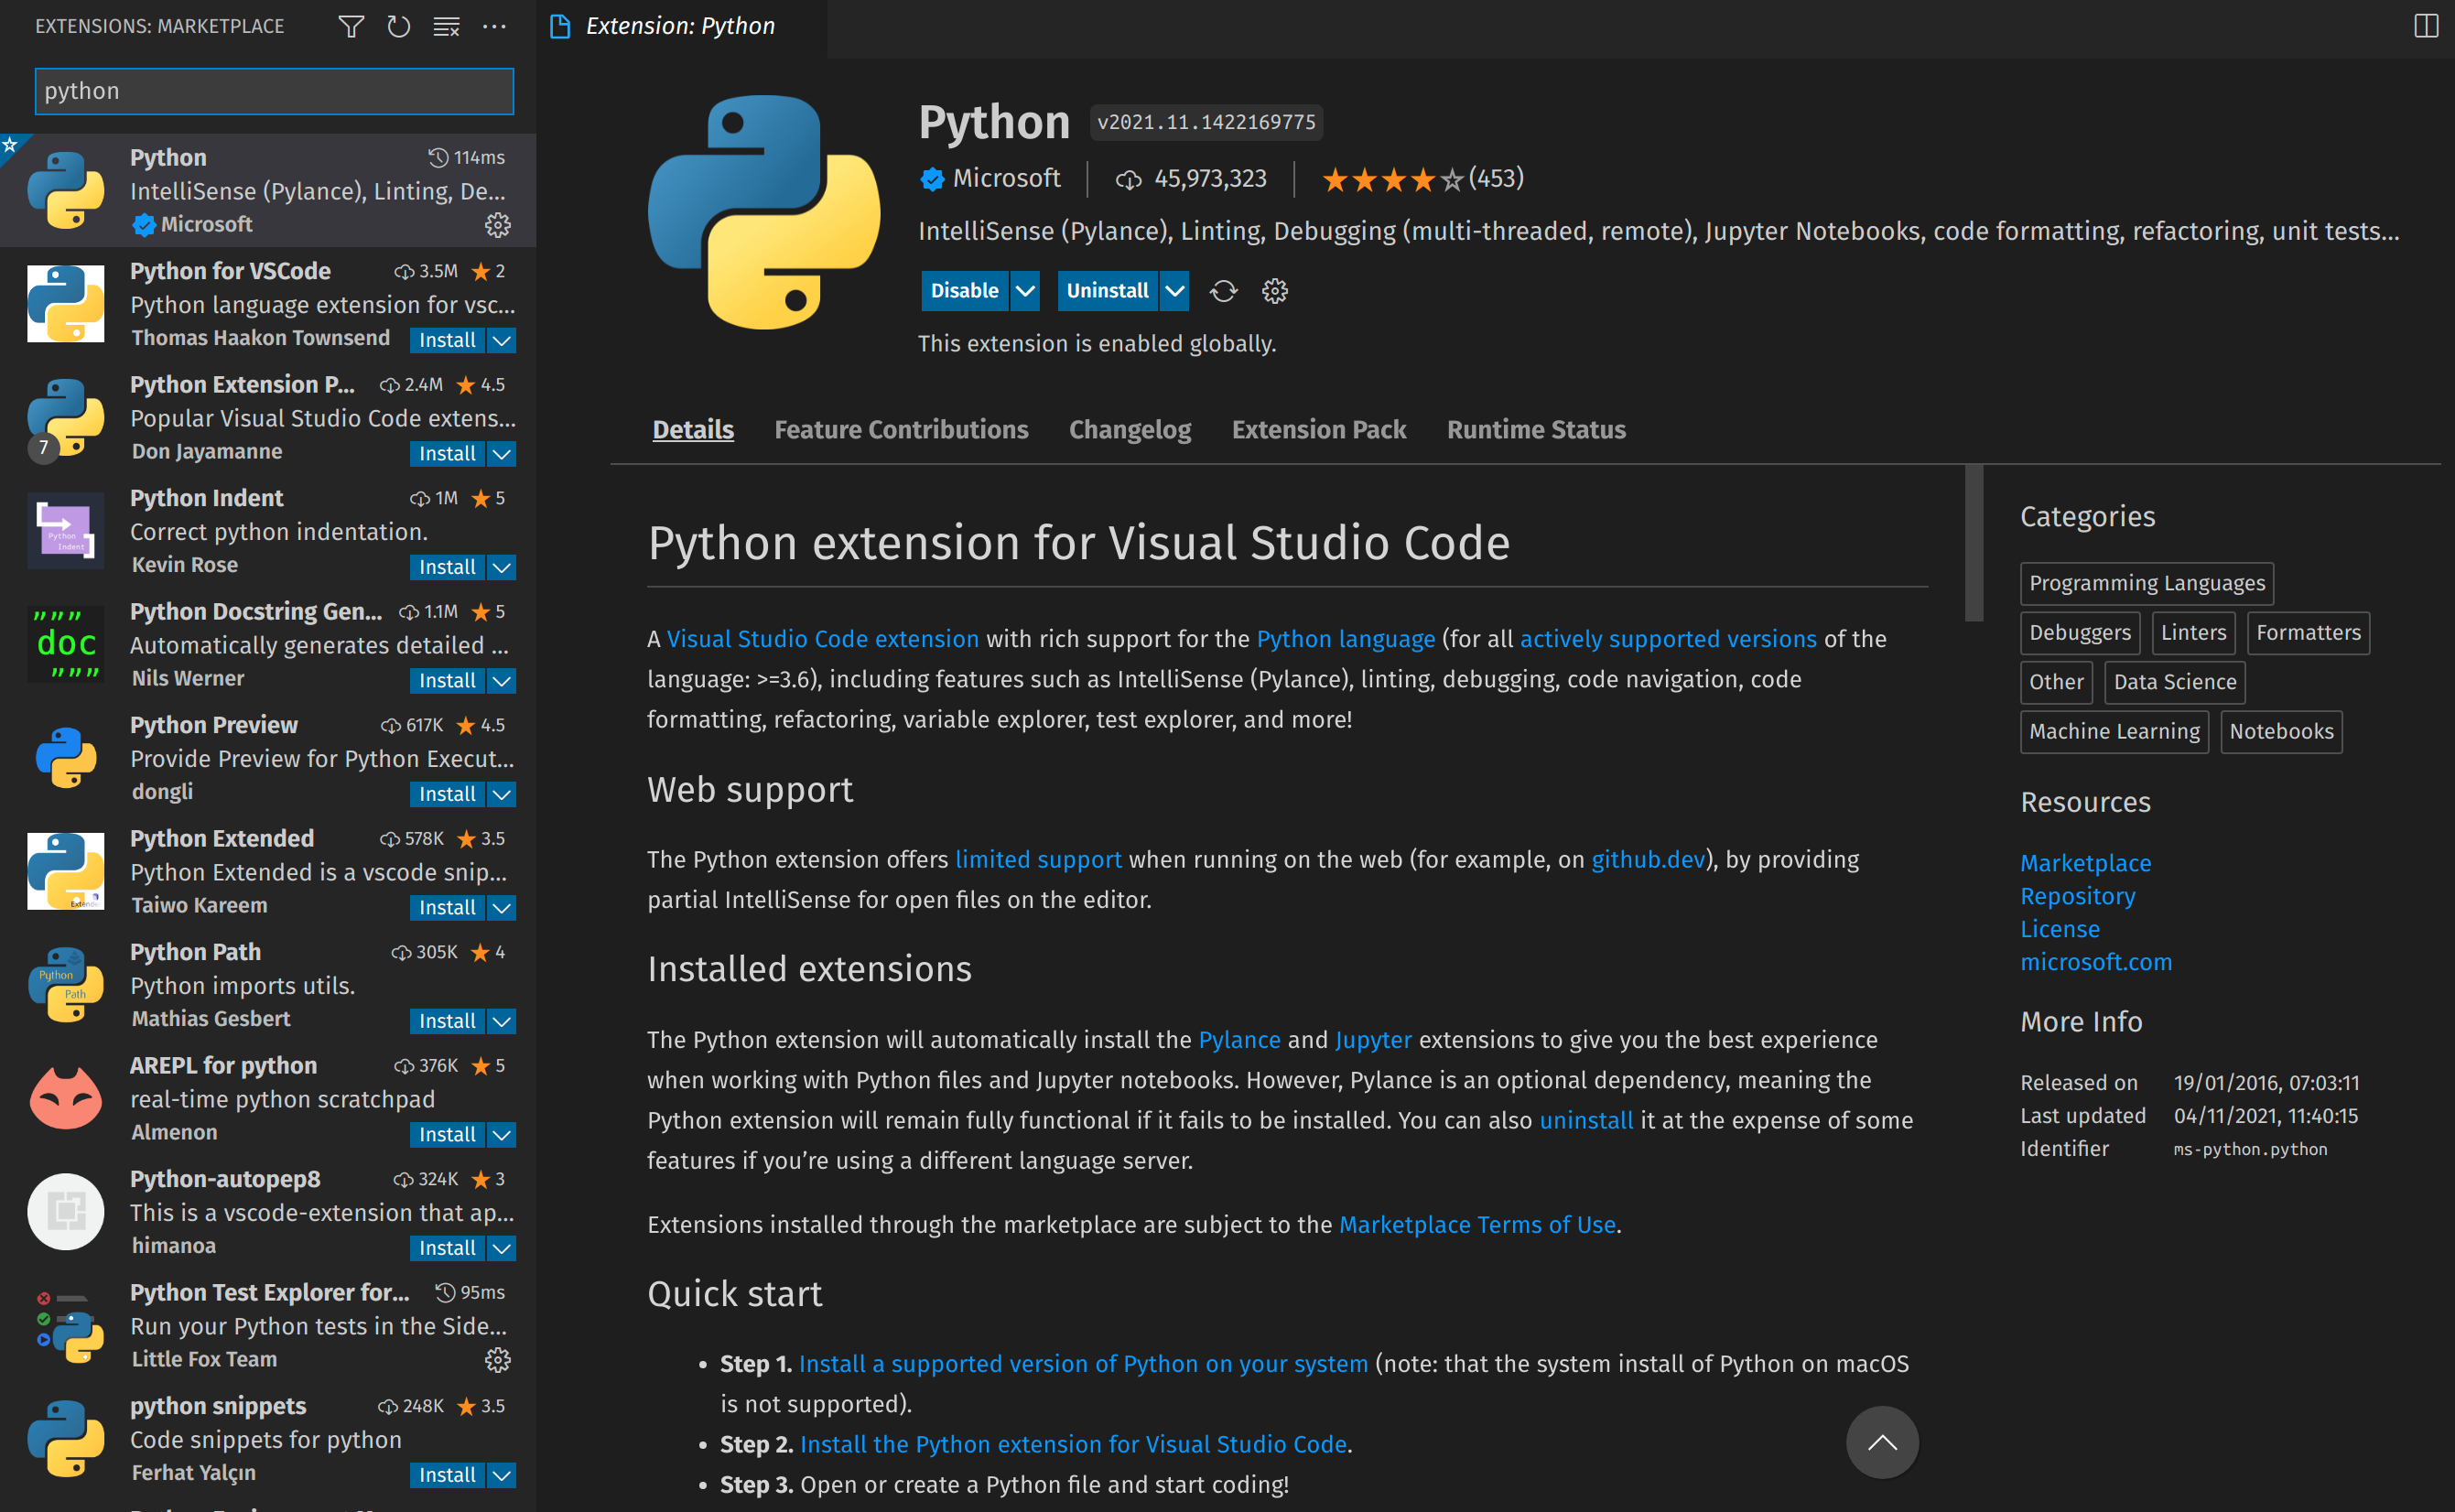 EXTENSIONS: MARKETPLACE
python
Python 114ms
IntelliSense (Pylance), Linting, De...
Microsoft
Python for VSCode 3.5M 2
Python language extension for vsc...
Thomas Haakon Townsend Install
Python Extension P... 2.4M 4.5
Popular Visual Studio Code extens...
7
Don Jayamanne Install
Python Indent 1M 5
Python
Indent
Correct python indentation.
Kevin Rose Install
Python Docstring Gen... 1.1M 5
””” doc ”””
Automatically generates detailed ...
Nils Werner Install
Python Preview 617K 4.5
Provide Preview for Python Execut...
dongli Install
Python Extended 578K 3.5
Python Extended is a vscode snip...
Taiwo Kareem Install
Python Path 305K 4
Python
Path
Python imports utils.
Mathias Gesbert Install
AREPL for python 376K 5
real-time python scratchpad
Almenon Install
Python-autopep8 324K 3
This is a vscode-extension that ap...
himanoa Install
Python Test Explorer for... 95ms
Run your Python tests in the Side...
Little Fox Team
python snippets 248K 3.5
Code snippets for python
Ferhat Yalçın Install
Extension: Python
Python v2021.11.1422169775
Microsoft 45,973,323 (453)
IntelliSense (Pylance), Linting, Debugging (multi-threaded, remote), Jupyter Notebooks, code formatting, refactoring, unit tests...
Disable Uninstall
This extension is enabled globally.
Details Feature Contributions Changelog Extension Pack Runtime Status
Python extension for Visual Studio Code
A Visual Studio Code extension with rich support for the Python language (for all actively supported versions of the
language: >=3.6), including features such as IntelliSense (Pylance), linting, debugging, code navigation, code
formatting, refactoring, variable explorer, test explorer, and more!
Web support
The Python extension offers limited support when running on the web (for example, on github.dev), by providing
partial IntelliSense for open files on the editor.
Installed extensions
The Python extension will automatically install the Pylance and Jupyter extensions to give you the best experience
when working with Python files and Jupyter notebooks. However, Pylance is an optional dependency, meaning the
Python extension will remain fully functional if it fails to be installed. You can also uninstall it at the expense of some
features if you’re using a different language server.
Extensions installed through the marketplace are subject to the Marketplace Terms of Use.
Quick start
• Step 1. Install a supported version of Python on your system (note: that the system install of Python on macOS
is not supported).
• Step 2. Install the Python extension for Visual Studio Code.
• Step 3. Open or create a Python file and start coding!
Categories
Programming Languages
Debuggers Linters Formatters
Other Data Science
Machine Learning Notebooks
Resources
Marketplace
Repository
License
microsoft.com
More Info
Released on 19/01/2016, 07:03:11
Last updated 04/11/2021, 11:40:15
Identifier ms-python.python